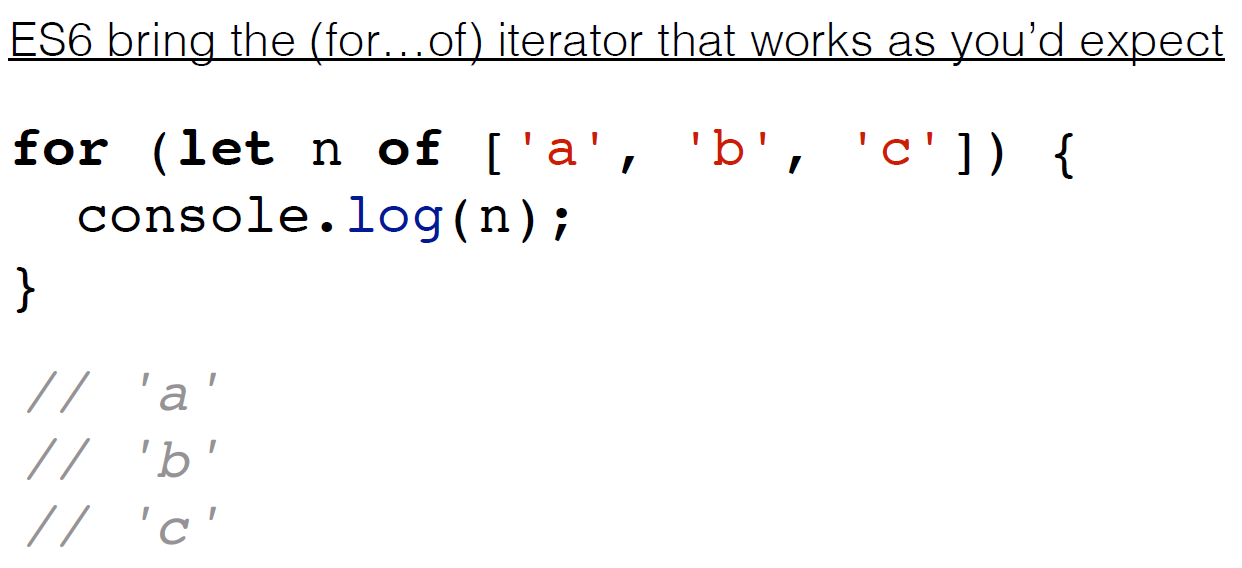 ES6 bring the (for…of) iterator that works as you’d expect
for (let n of ['a', 'b', 'c']) {
  console.log(n);
}
// 'a'
// 'b'
// 'c'